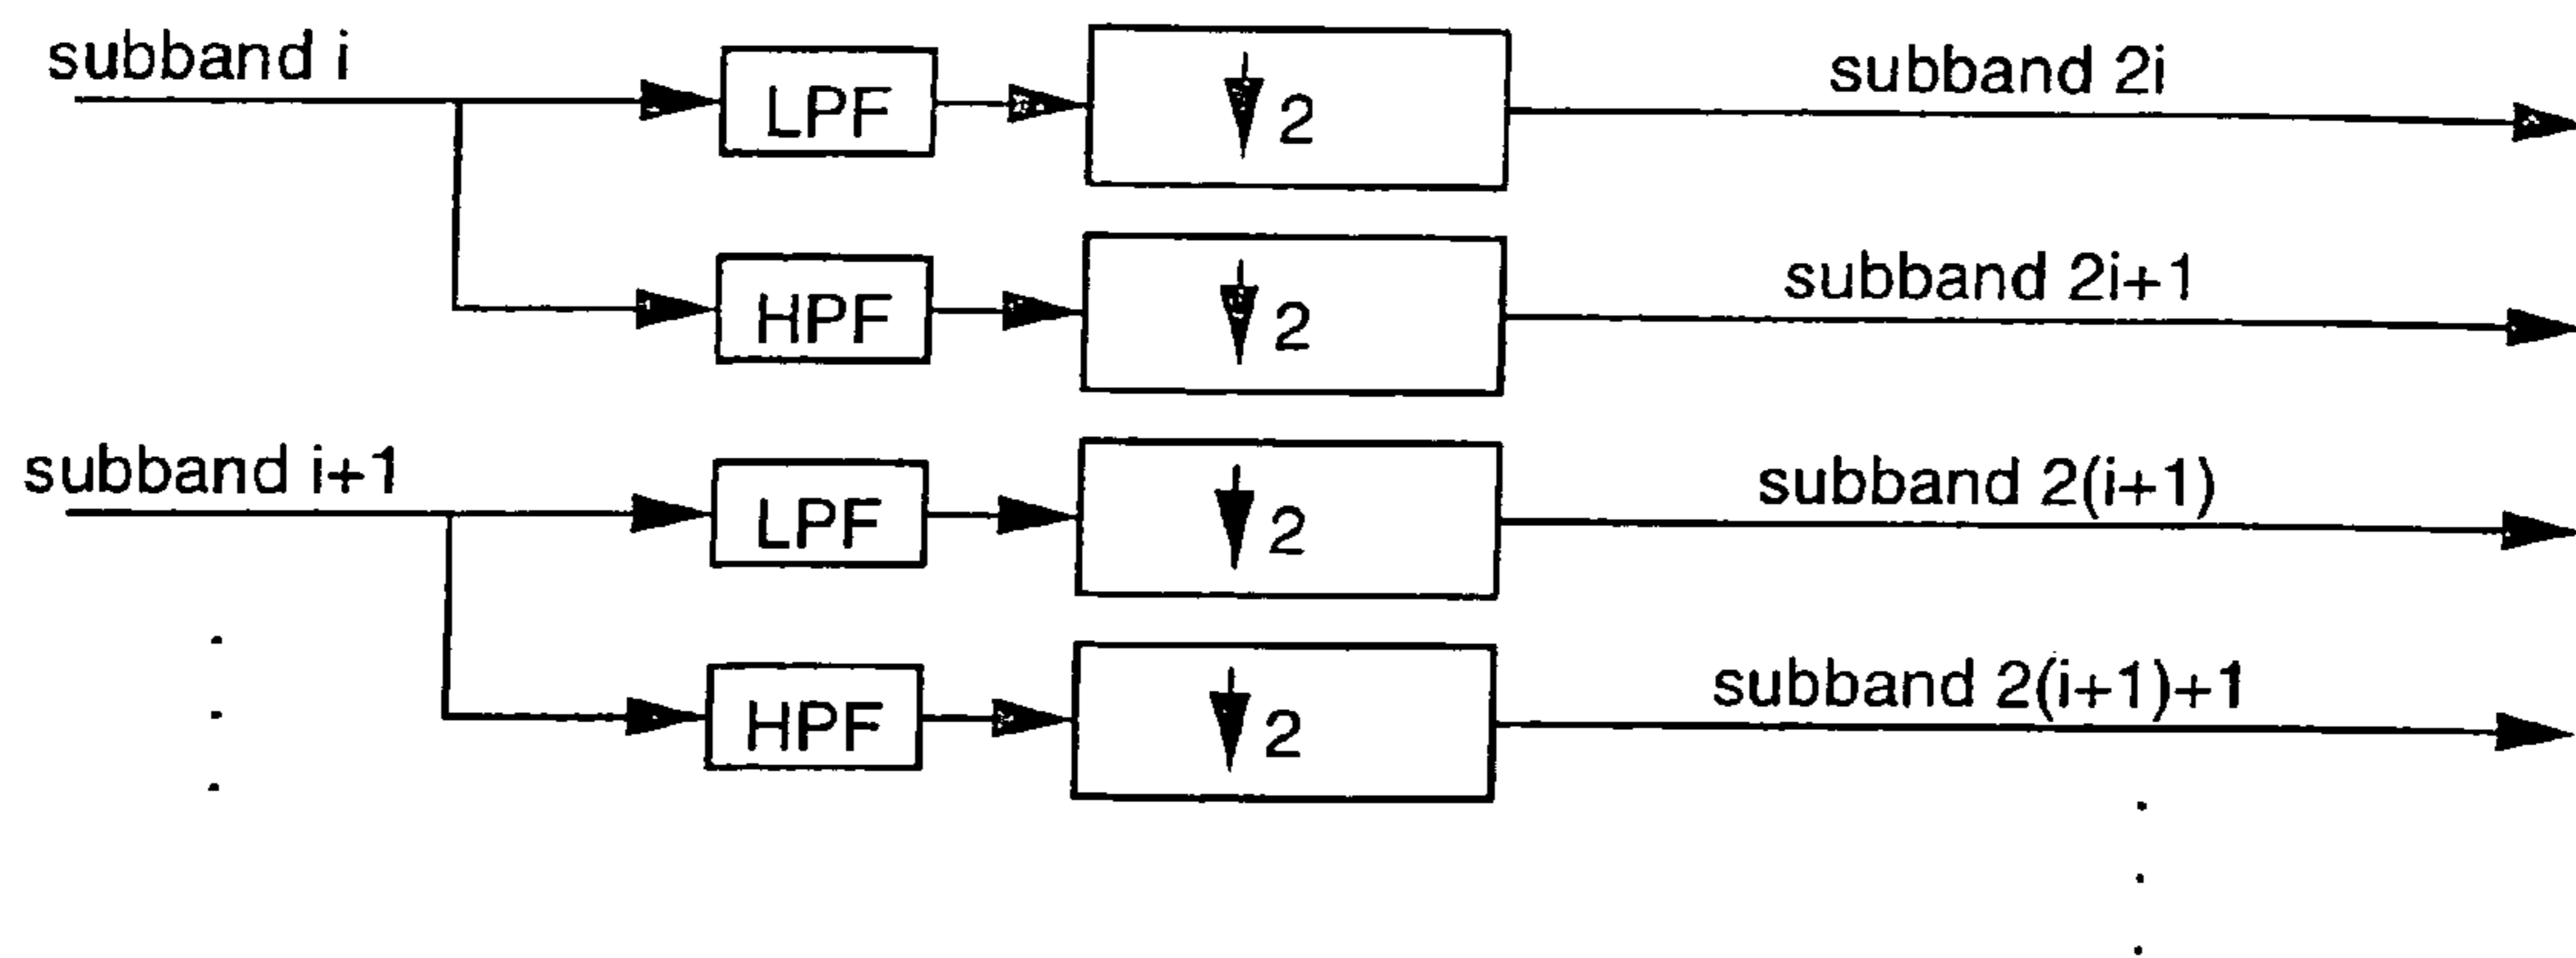 subband i
LPF
2
subband 2i
HPF
2
subband 2i+1
subband i+1
LPF
2
subband 2(i+1)
HPF
2
subband 2(i+1)+1